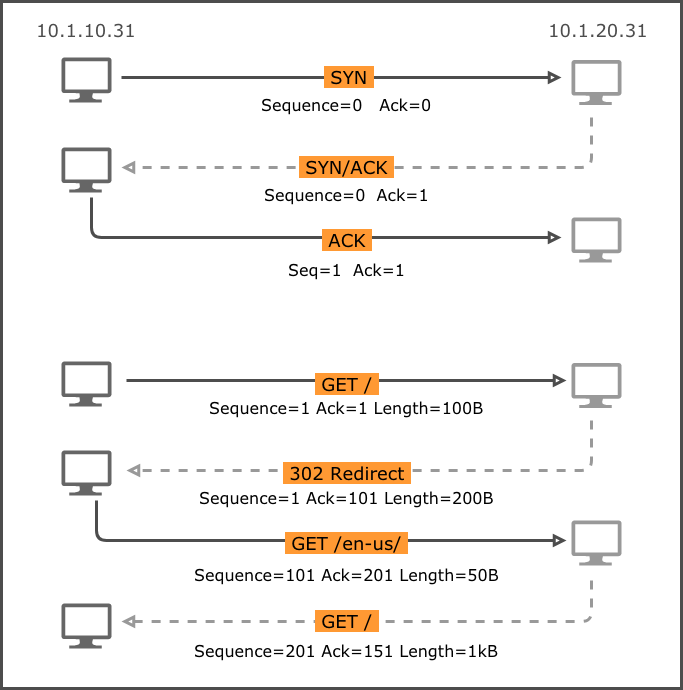 10.1.10.31 10.1.20.31
SYN
Sequence=0 Ack=0
SYN/ACK
Sequence=0 Ack=1
ACK
Seq=1 Ack=1
GET /
Sequence=1 Ack=1 Length=100B
302 Redirect
Sequence=1 Ack=101 Length=200B
GET /en-us/
Sequence=101 Ack=201 Length=50B
GET /
Sequence=201 Ack=151 Length=1kB